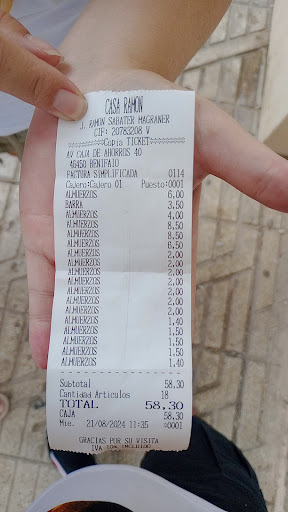 CASA RAMON
J. RAMON SABATER MAGRANER
CIF: 20783208 V
Copia TICKET
AV CAJA DE AHORROS 40
46450 BENIFAIO
FACTURA SIMPLIFICADA 0114
Cajero:Cajero 01 Puesto:0001
ALMUERZOS 6.00
BARRA 3.50
ALMUERZOS 4.00
ALMUERZOS 8.50
ALMUERZOS 8.50
ALMUERZOS 6.50
ALMUERZOS 2.00
ALMUERZOS 2.00
ALMUERZOS 2.00
ALMUERZOS 2.00
ALMUERZOS 2.00
ALMUERZOS 2.00
ALMUERZOS 2.00
ALMUERZOS 1.40
ALMUERZOS 1.50
ALMUERZOS 1.50
ALMUERZOS 1.50
ALMUERZOS 1.40
Subtotal 58.30
Cantidad Articulos 18
TOTAL 58.30
CAJA 58.30
Mie. 21/08/2024 11:35 0001
GRACIAS POR SU VISITA
IVA 10% INCLUIDO